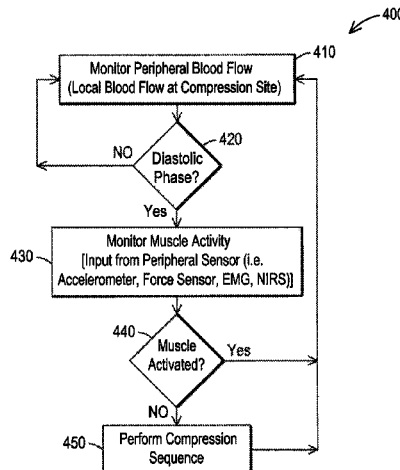 400
410
Monitor Peripheral Blood Flow
(Local Blood Flow at Compression Site)
420
NO
Diastolic
Phase?
Yes
430
Monitor Muscle Activity
[Input from Peripheral Sensor (i.e.
Accelerometer, Force Sensor, EMG, NIRS)]
440
Muscle
Activated?
Yes
NO
450
Perform Compression
Sequence